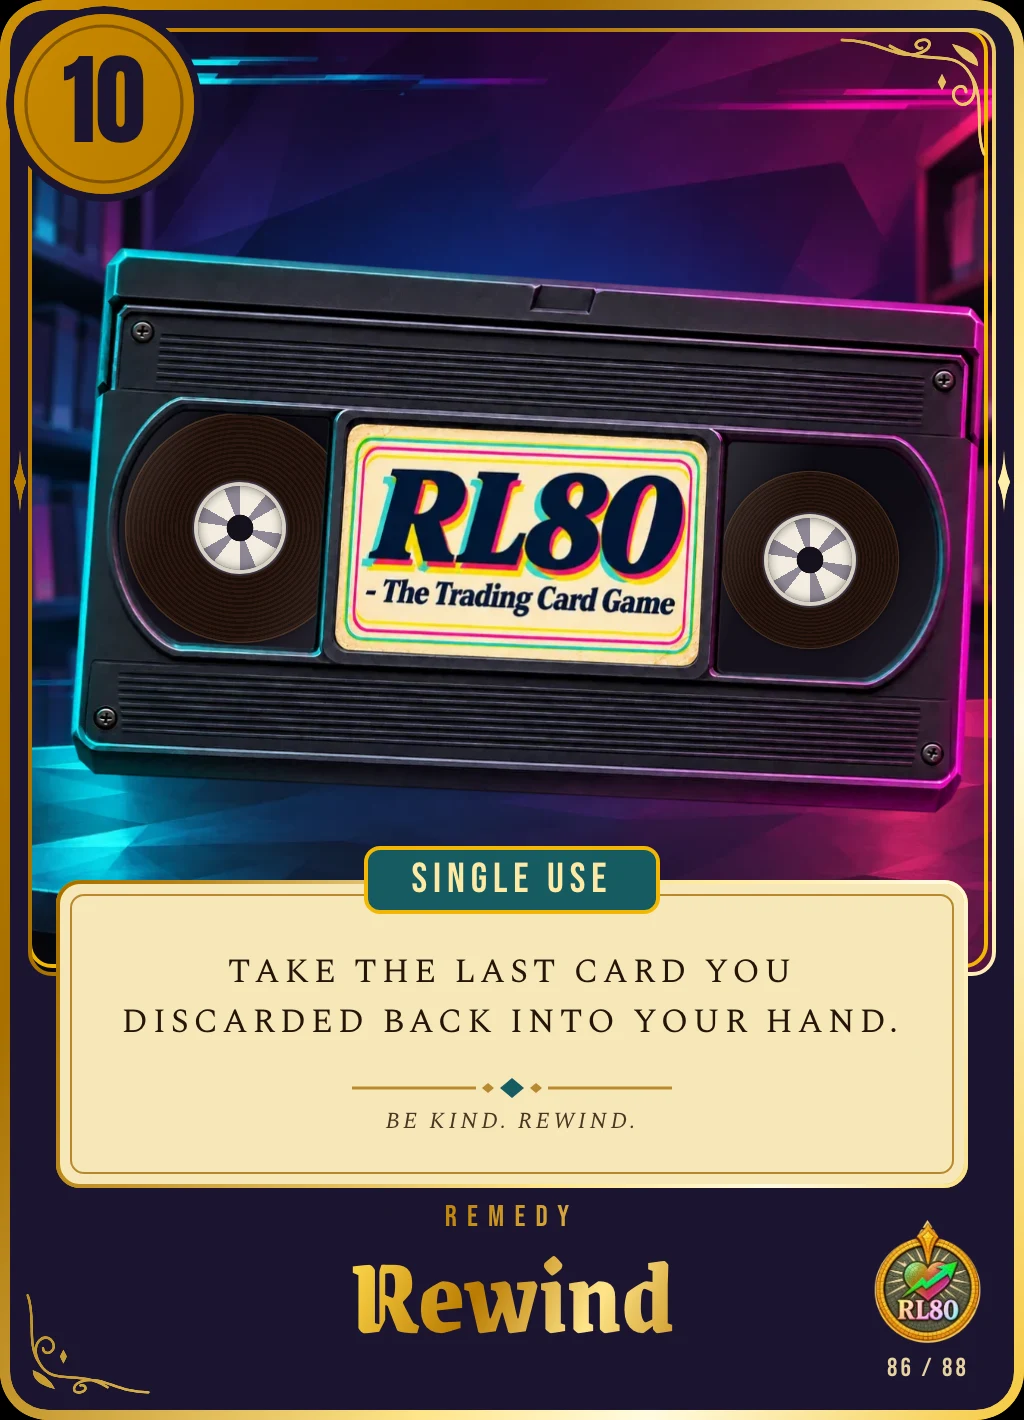 10
RL80
- The Trading Card Game
SINGLE USE
TAKE THE LAST CARD YOU
DISCARDED BACK INTO YOUR HAND.
BE KIND. REWIND.
REMEDY
Rewind
RL80
86 / 88